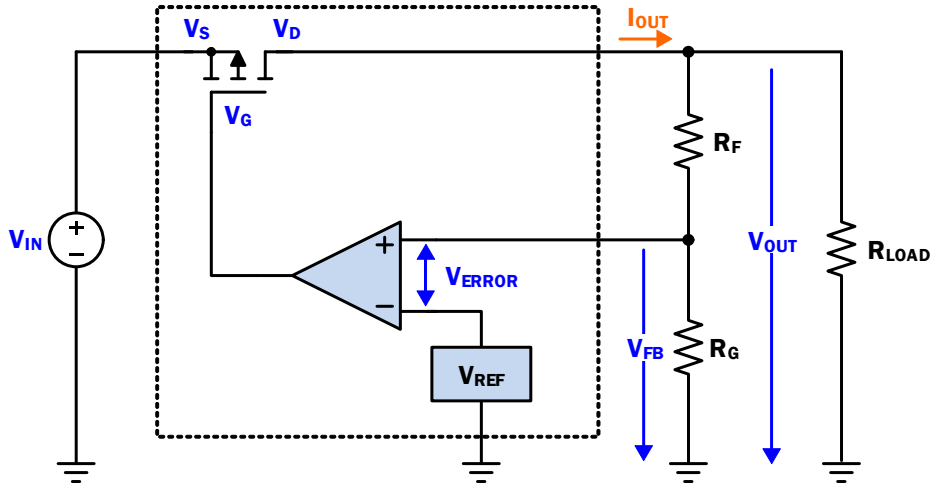 IOUT
VS VD
VG
RF
VIN
+
−
+
−
VERROR
VOUT
RLOAD
VFB
RG
VREF